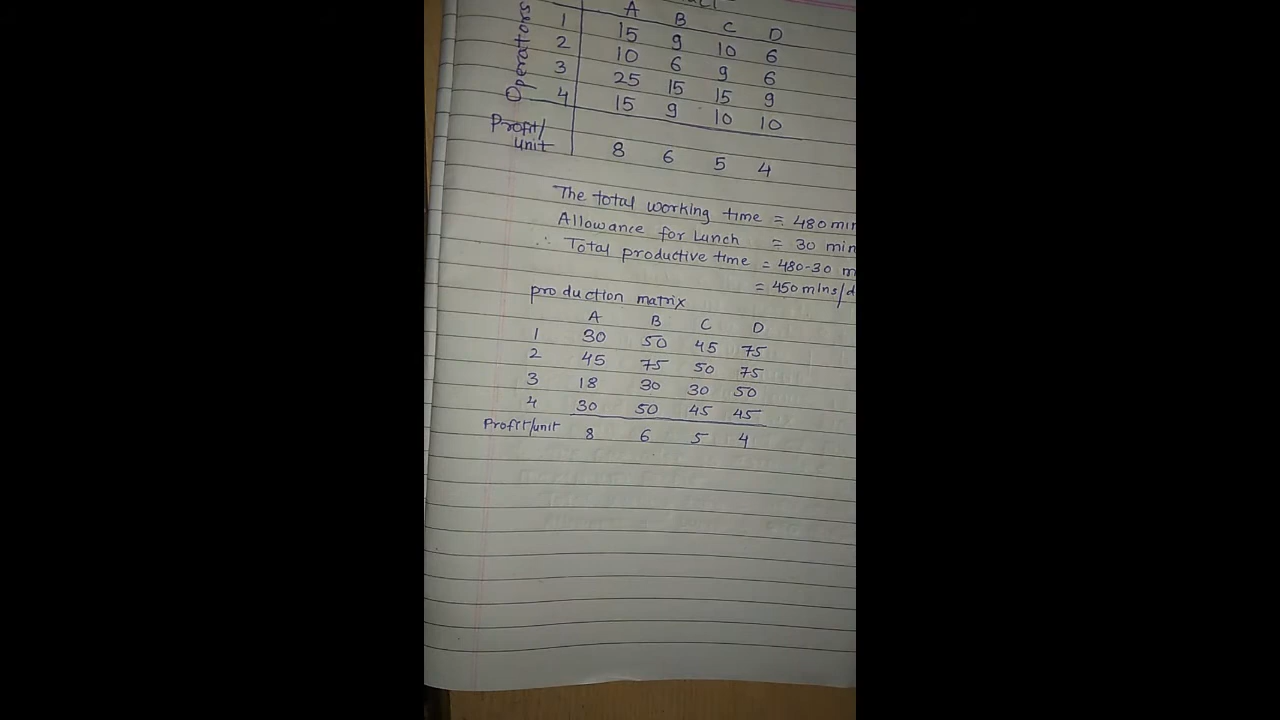 A B C D
Operators
1 15 9 10 6
2 10 6 9 6
3 25 15 15 9
4 15 9 10 10
Profit/
unit 8 6 5 4
The total working time = 480 min
Allowance for Lunch = 30 min
∴ Total productive time = 480-30 m
= 450 mins/d
production matrix
A B C D
1 30 50 45 75
2 45 75 50 75
3 18 30 30 50
4 30 50 45 45
Profit/unit 8 6 5 4